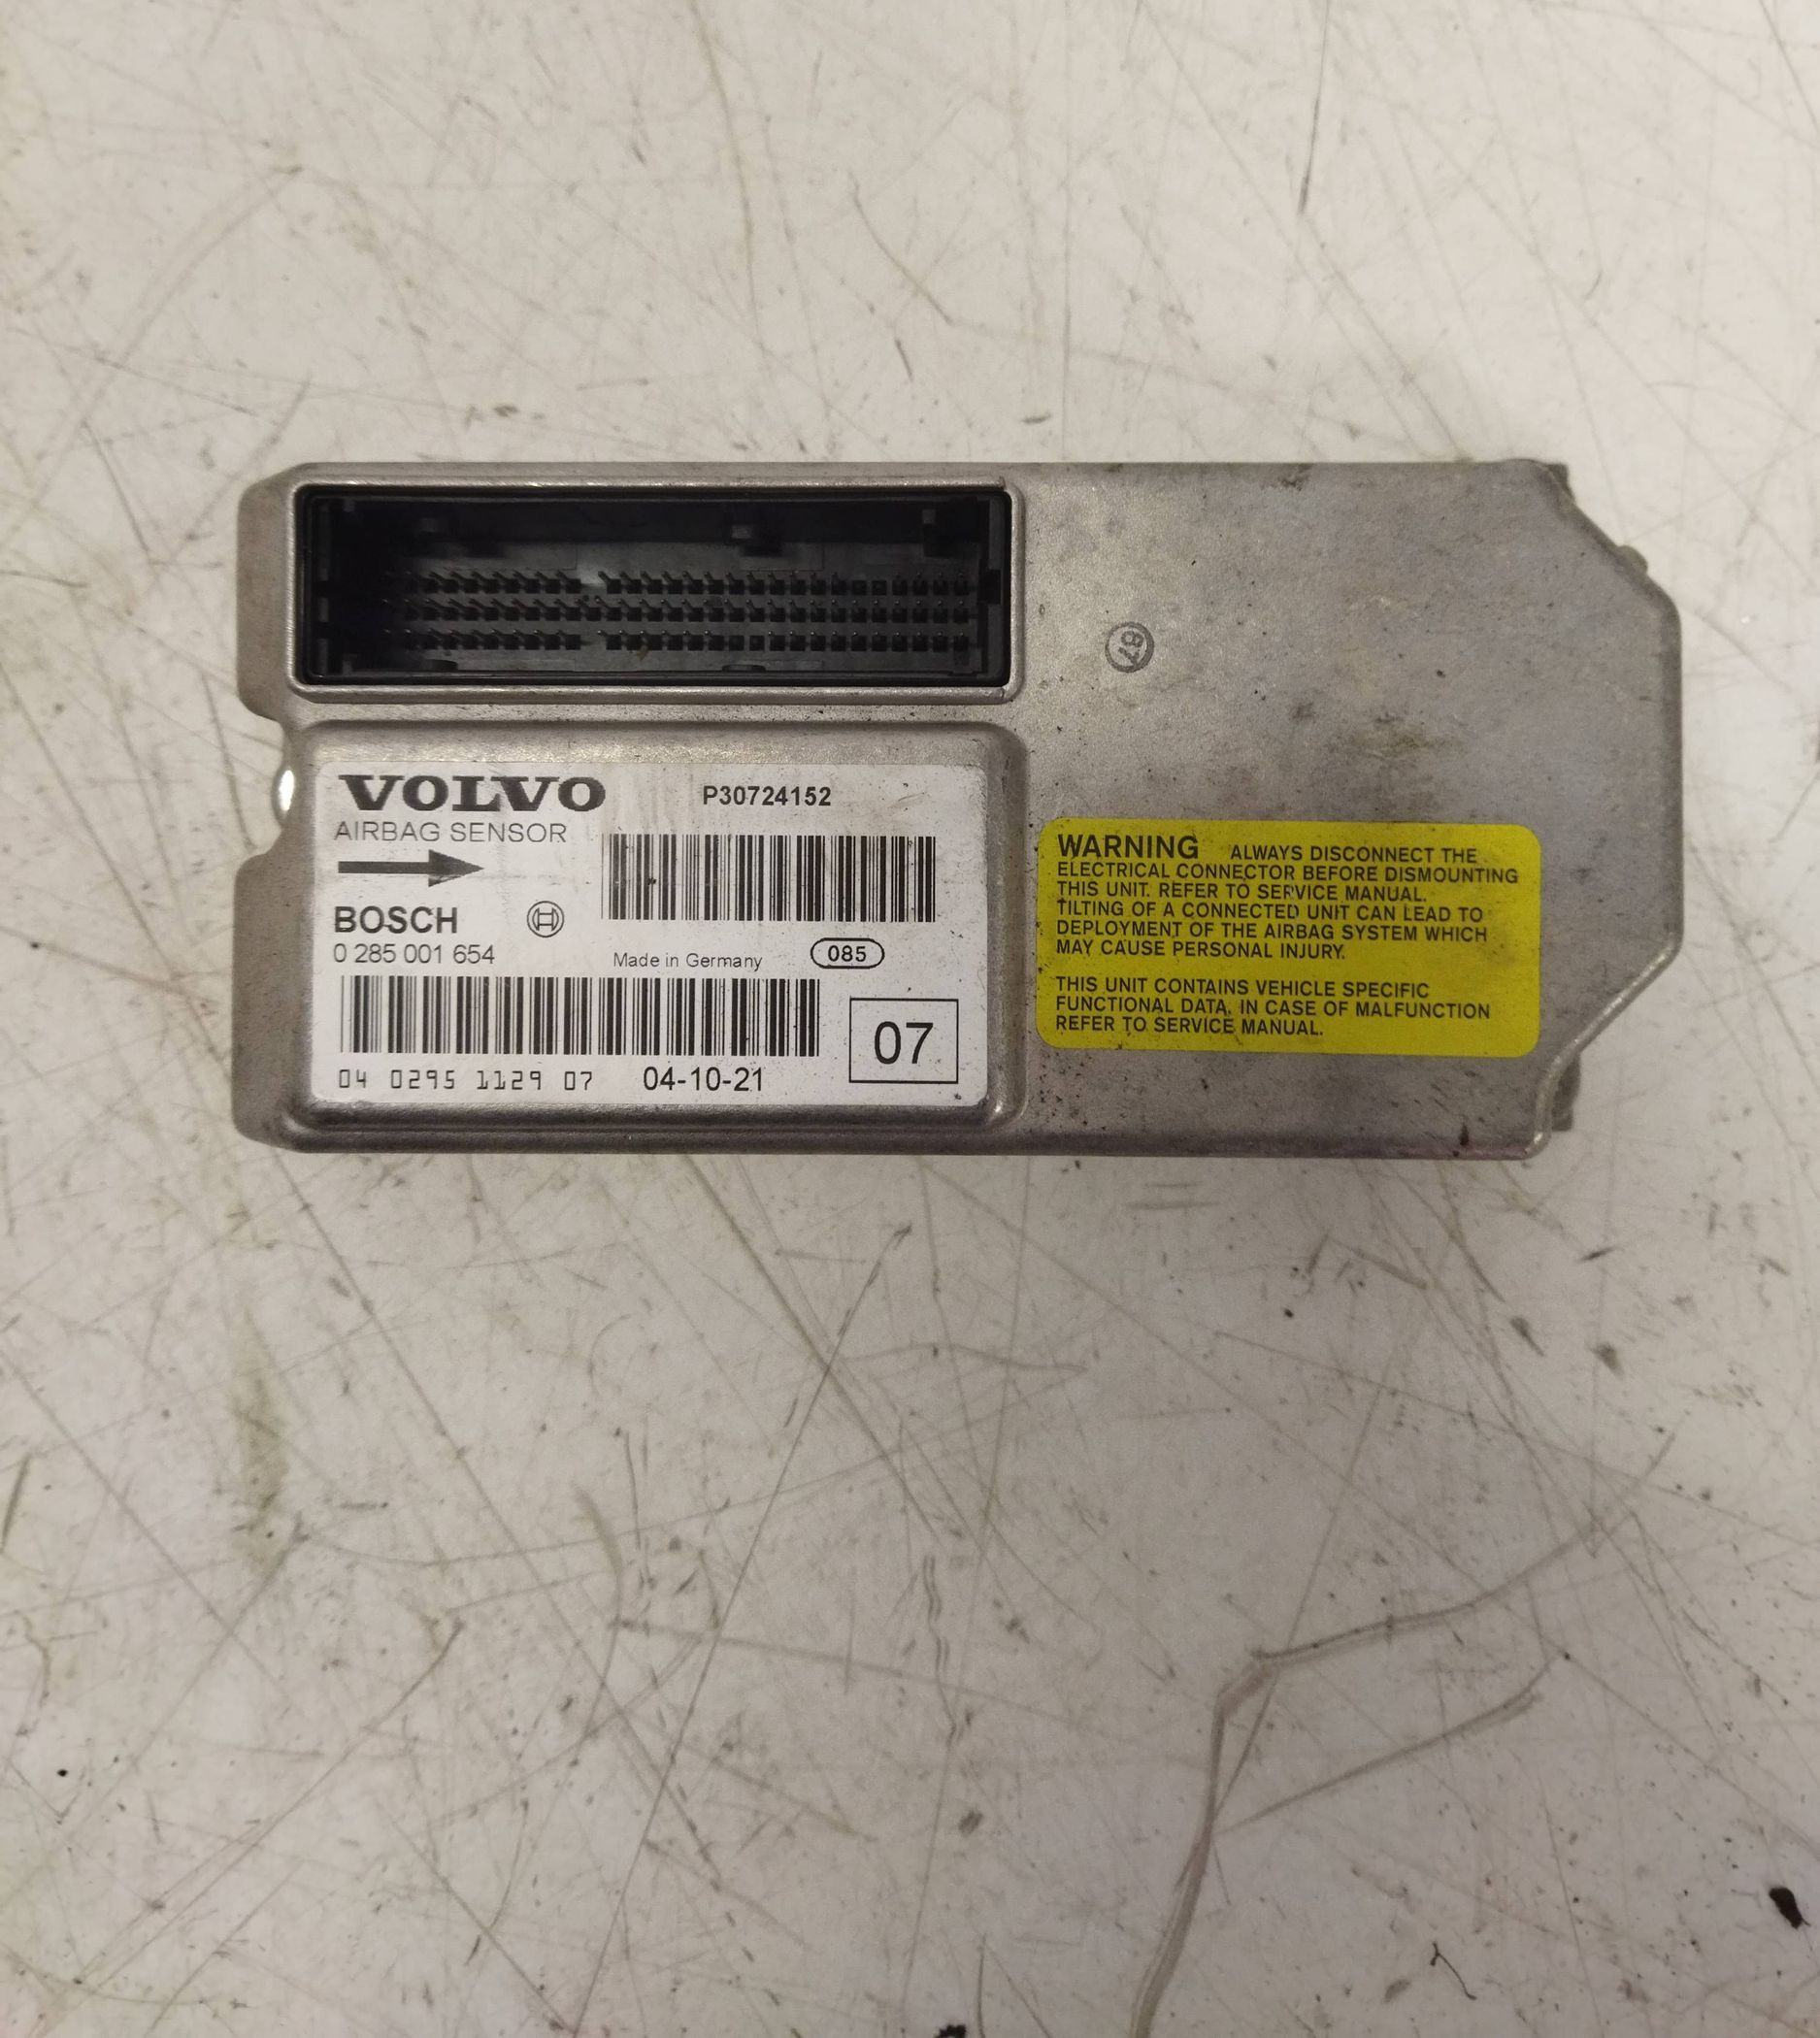 VOLVO
P30724152
AIRBAG SENSOR
BOSCH
0 285 001 654
Made in Germany
085
04 0295 1129 07
04-10-21
07
67
WARNING ALWAYS DISCONNECT THE
ELECTRICAL CONNECTOR BEFORE DISMOUNTING
THIS UNIT. REFER TO SERVICE MANUAL.
TILTING OF A CONNECTED UNIT CAN LEAD TO
DEPLOYMENT OF THE AIRBAG SYSTEM WHICH
MAY CAUSE PERSONAL INJURY.
THIS UNIT CONTAINS VEHICLE SPECIFIC
FUNCTIONAL DATA, IN CASE OF MALFUNCTION
REFER TO SERVICE MANUAL.